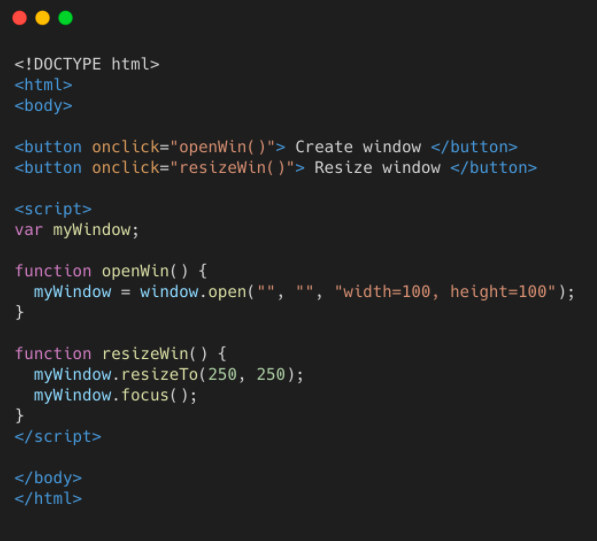 <!DOCTYPE html>
<html>
<body>
<button onclick="openWin()"> Create window </button>
<button onclick="resizeWin()"> Resize window </button>
<script>
var myWindow;
function openWin() {
myWindow = window.open("", "", "width=100, height=100");
}
function resizeWin() {
myWindow.resizeTo(250, 250);
myWindow.focus();
}
</script>
</body>
</html>